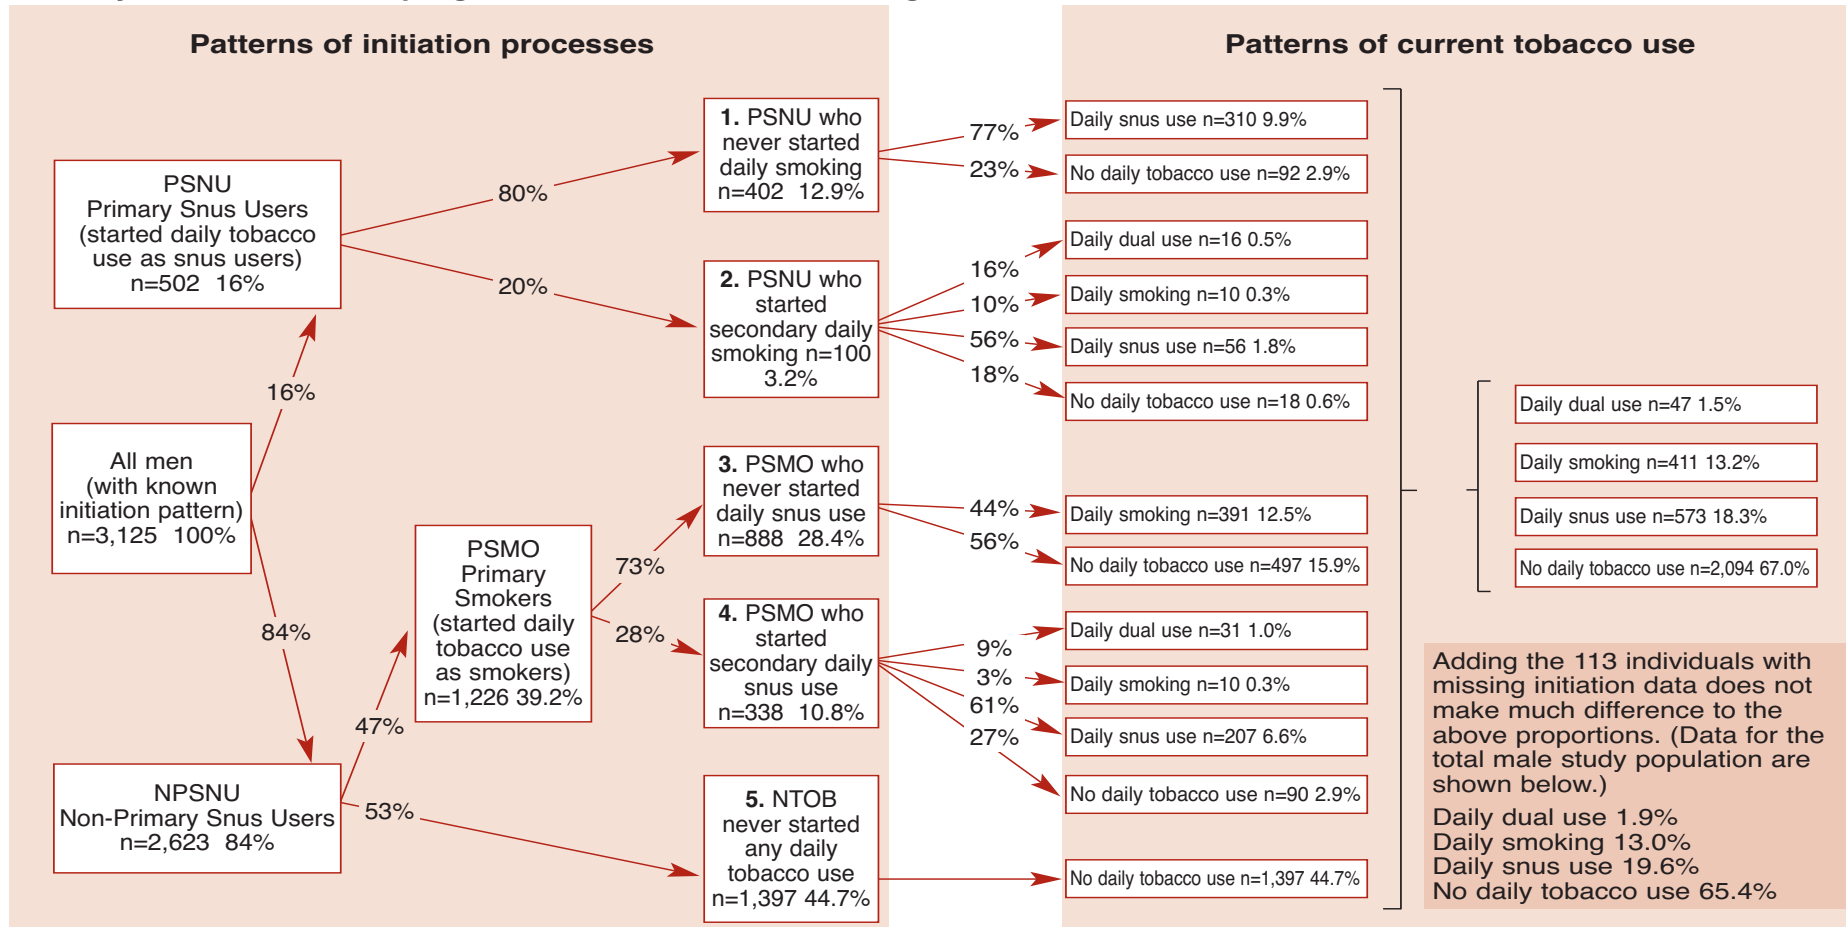 Patterns of initiation processes
Patterns of current tobacco use
All men
(with known
initiation pattern)
n=3,125 100%
16%
84%
PSNU
Primary Snus Users
(started daily tobacco
use as snus users)
n=502 16%
NPSNU
Non-Primary Snus Users
n=2,623 84%
80%
20%
47%
53%
PSMO
Primary
Smokers
(started daily
tobacco use
as smokers)
n=1,226 39.2%
73%
28%
1. PSNU who
never started
daily smoking
n=402 12.9%
2. PSNU who
started
secondary daily
smoking n=100
3.2%
3. PSMO who
never started
daily snus use
n=888 28.4%
4. PSMO who
started
secondary daily
snus use
n=338 10.8%
5. NTOB
never started
any daily
tobacco use
n=1,397 44.7%
77%
23%
16%
10%
56%
18%
44%
56%
9%
3%
61%
27%
Daily snus use n=310 9.9%
No daily tobacco use n=92 2.9%
Daily dual use n=16 0.5%
Daily smoking n=10 0.3%
Daily snus use n=56 1.8%
No daily tobacco use n=18 0.6%
Daily smoking n=391 12.5%
No daily tobacco use n=497 15.9%
Daily dual use n=31 1.0%
Daily smoking n=10 0.3%
Daily snus use n=207 6.6%
No daily tobacco use n=90 2.9%
No daily tobacco use n=1,397 44.7%
Daily dual use n=47 1.5%
Daily smoking n=411 13.2%
Daily snus use n=573 18.3%
No daily tobacco use n=2,094 67.0%
Adding the 113 individuals with
missing initiation data does not
make much difference to the
above proportions. (Data for the
total male study population are
shown below.)
Daily dual use 1.9%
Daily smoking 13.0%
Daily snus use 19.6%
No daily tobacco use 65.4%